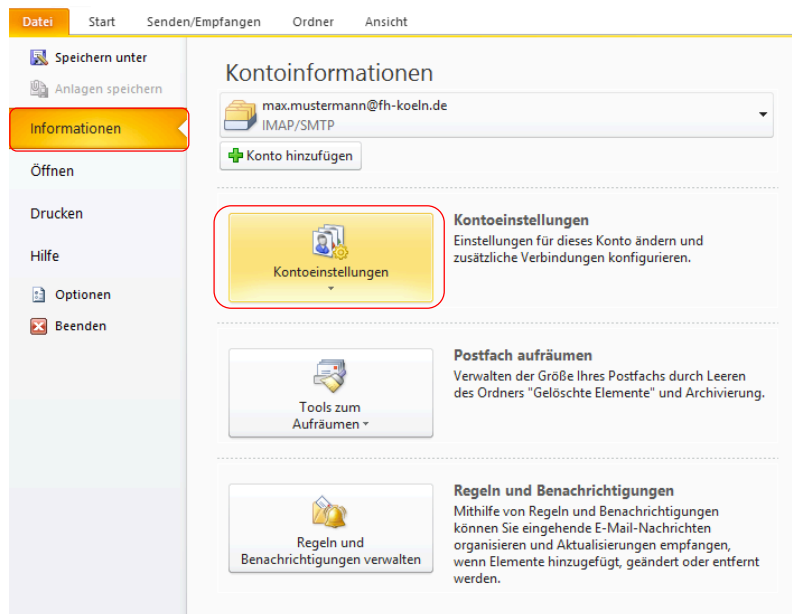 Datei Start Senden/Empfangen Ordner Ansicht
Speichern unter
Anlagen speichern
Informationen
Öffnen
Drucken
Hilfe
Optionen
Beenden
Kontoinformationen
max.mustermann@fh-koeln.de
IMAP/SMTP
Konto hinzufügen
Kontoeinstellungen
Kontoeinstellungen
Einstellungen für dieses Konto ändern und
zusätzliche Verbindungen konfigurieren.
Tools zum
Aufräumen
Postfach aufräumen
Verwalten der Größe Ihres Postfachs durch Leeren
des Ordners "Gelöschte Elemente" und Archivierung.
Regeln und
Benachrichtigungen verwalten
Regeln und Benachrichtigungen
Mithilfe von Regeln und Benachrichtigungen
können Sie eingehende E-Mail-Nachrichten
organisieren und Aktualisierungen empfangen,
wenn Elemente hinzugefügt, geändert oder entfernt
werden.